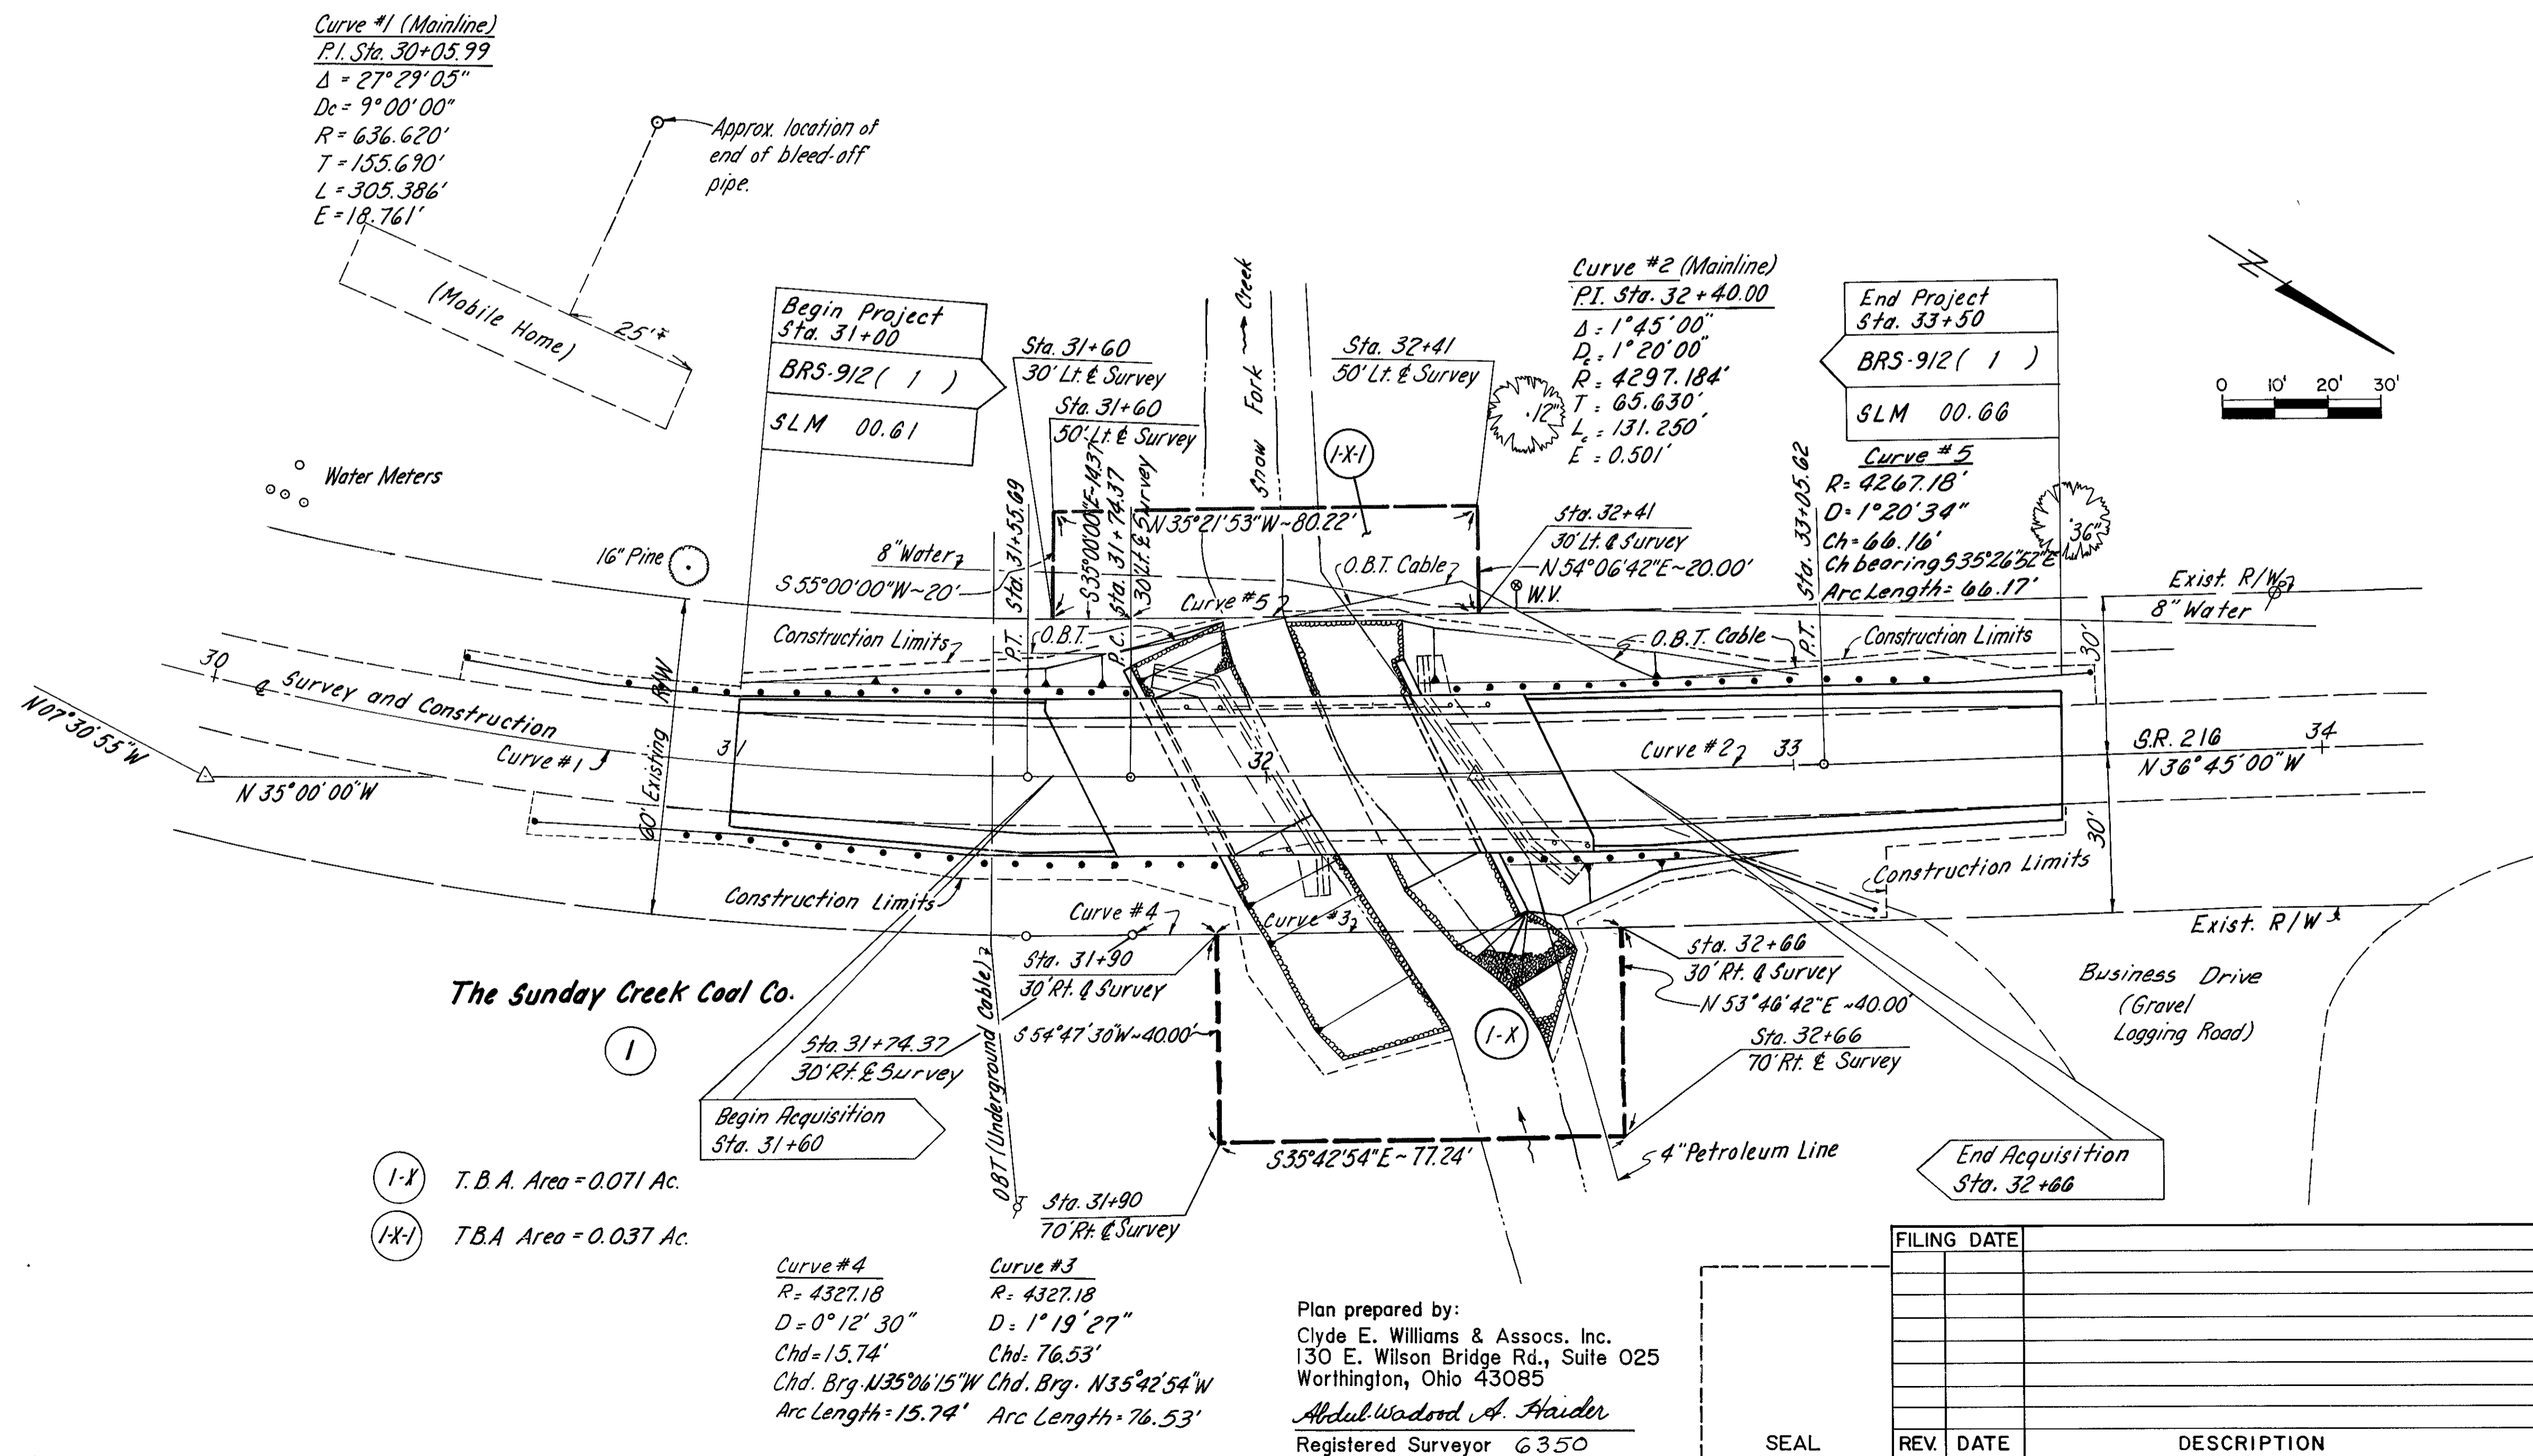 Curve #1 (Mainline)
P.I. Sta. 30+05.99
Δ = 27°29'05"
Dc = 9°00'00"
R = 636.620'
T = 155.690'
L = 305.386'
E = 18.761'
Approx. location of
end of bleed-off
pipe.
(Mobile Home)
25'±
Begin Project
Sta. 31+00
BRS-912( 1 )
SLM 00.61
Sta. 31+60
30' Lt. ℄ Survey
Sta. 31+60
50' Lt. ℄ Survey
Snow Fork Creek
Sta. 32+41
50' Lt. ℄ Survey
12"
1-X-1
Curve #2 (Mainline)
P.I. Sta. 32+40.00
Δ = 1°45'00"
Dc = 1°20'00"
R = 4297.184'
T = 65.630'
Lc = 131.250'
E = 0.501'
End Project
Sta. 33+50
BRS-912( 1 )
SLM 00.66
Curve #5
R= 4267.18'
D= 1°20'34"
Ch= 66.16'
Ch bearing S35°26'52"E
Arc Length= 66.17'
N
0 10' 20' 30'
36"
Water Meters
16" Pine
8" Water
S 55°00'00"W~20'
P.T. Sta. 31+55.69
S35°00'00"E~14.37'
P.C. Sta. 31+74.37
30' Lt. ℄ Survey
N35°21'53"W~80.22'
Sta. 32+41
30' Lt. ℄ Survey
N54°06'42"E~20.00'
O.B.T. Cable
W.V.
P.T. Sta. 33+05.62
Exist. R/W
8" Water
Construction Limits
O.B.T.
Curve #5
O.B.T. Cable
Construction Limits
30'
30
℄ Survey and Construction
Curve #1
60' Existing R/W
31
32
Curve #2
33
S.R. 216
34
N 36°45'00"W
N07°30'55"W
N 35°00'00"W
30'
Construction Limits
Construction Limits
Curve #4
Curve #3
Exist. R/W
The Sunday Creek Coal Co.
1
OBT (Underground Cable)
Sta. 31+90
30' Rt. ℄ Survey
Sta. 31+74.37
30' Rt. ℄ Survey
S 54°47'30"W~40.00'
1-X
Sta. 32+66
30' Rt. ℄ Survey
N 53°46'42"E ~40.00'
Sta. 32+66
70' Rt. ℄ Survey
Business Drive
(Gravel
Logging Road)
Begin Acquisition
Sta. 31+60
S35°42'54"E~77.24'
4" Petroleum Line
End Acquisition
Sta. 32+66
Sta. 31+90
70' Rt. ℄ Survey
1-X T.B.A. Area = 0.071 Ac.
1-X-1 T.B.A Area = 0.037 Ac.
Curve #4
R= 4327.18
D= 0°12'30"
Chd= 15.74'
Chd. Brg. N35°06'15"W
Arc Length= 15.74'
Curve #3
R= 4327.18
D= 1°19'27"
Chd= 76.53'
Chd. Brg. N35°42'54"W
Arc Length= 76.53'
Plan prepared by:
Clyde E. Williams & Assocs. Inc.
130 E. Wilson Bridge Rd., Suite 025
Worthington, Ohio 43085
Abdul-Wadood A. Haider
Registered Surveyor 6350
SEAL
FILING DATE
REV. DATE DESCRIPTION